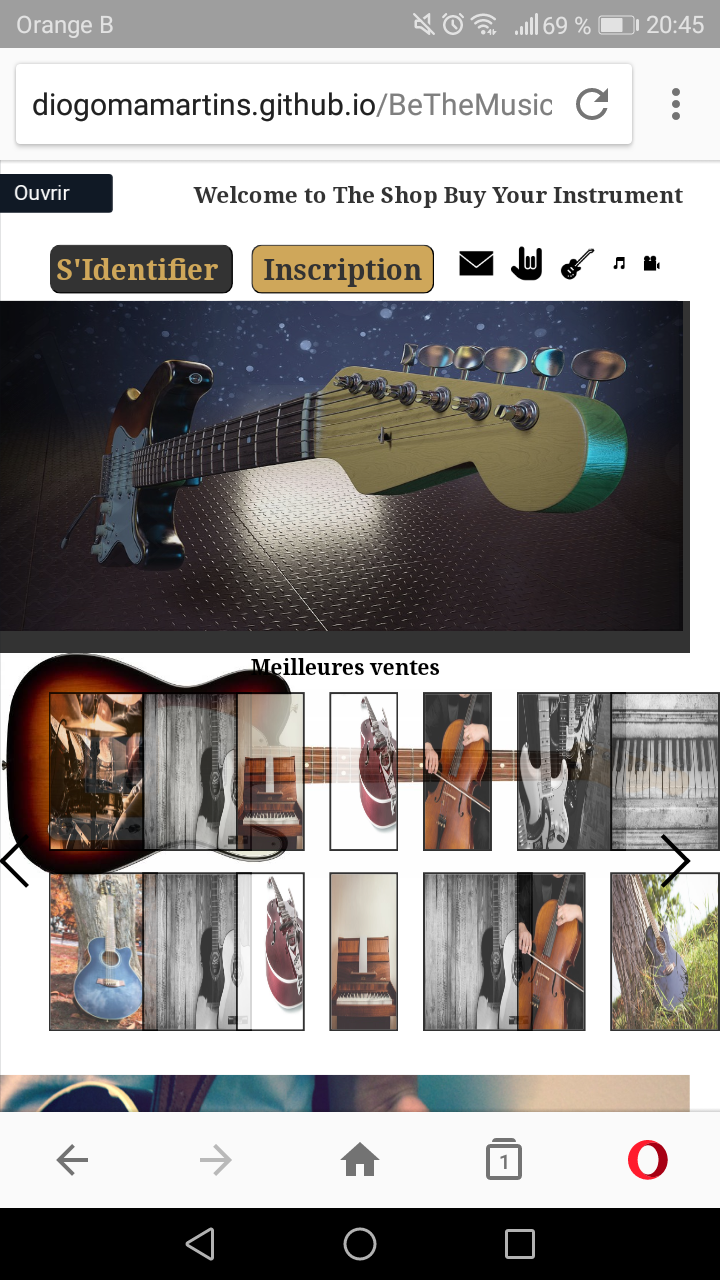 Orange B
69 %
20:45
diogomamartins.github.io/BeTheMusic
Ouvrir
Welcome to The Shop Buy Your Instrument
S'Identifier
Inscription
Meilleures ventes
1